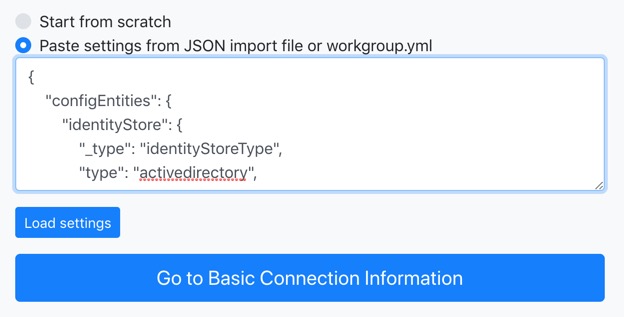 Start from scratch
Paste settings from JSON import file or workgroup.yml
{
"configEntities": {
"identityStore": {
"_type": "identityStoreType",
"type": "activedirectory",
Load settings
Go to Basic Connection Information